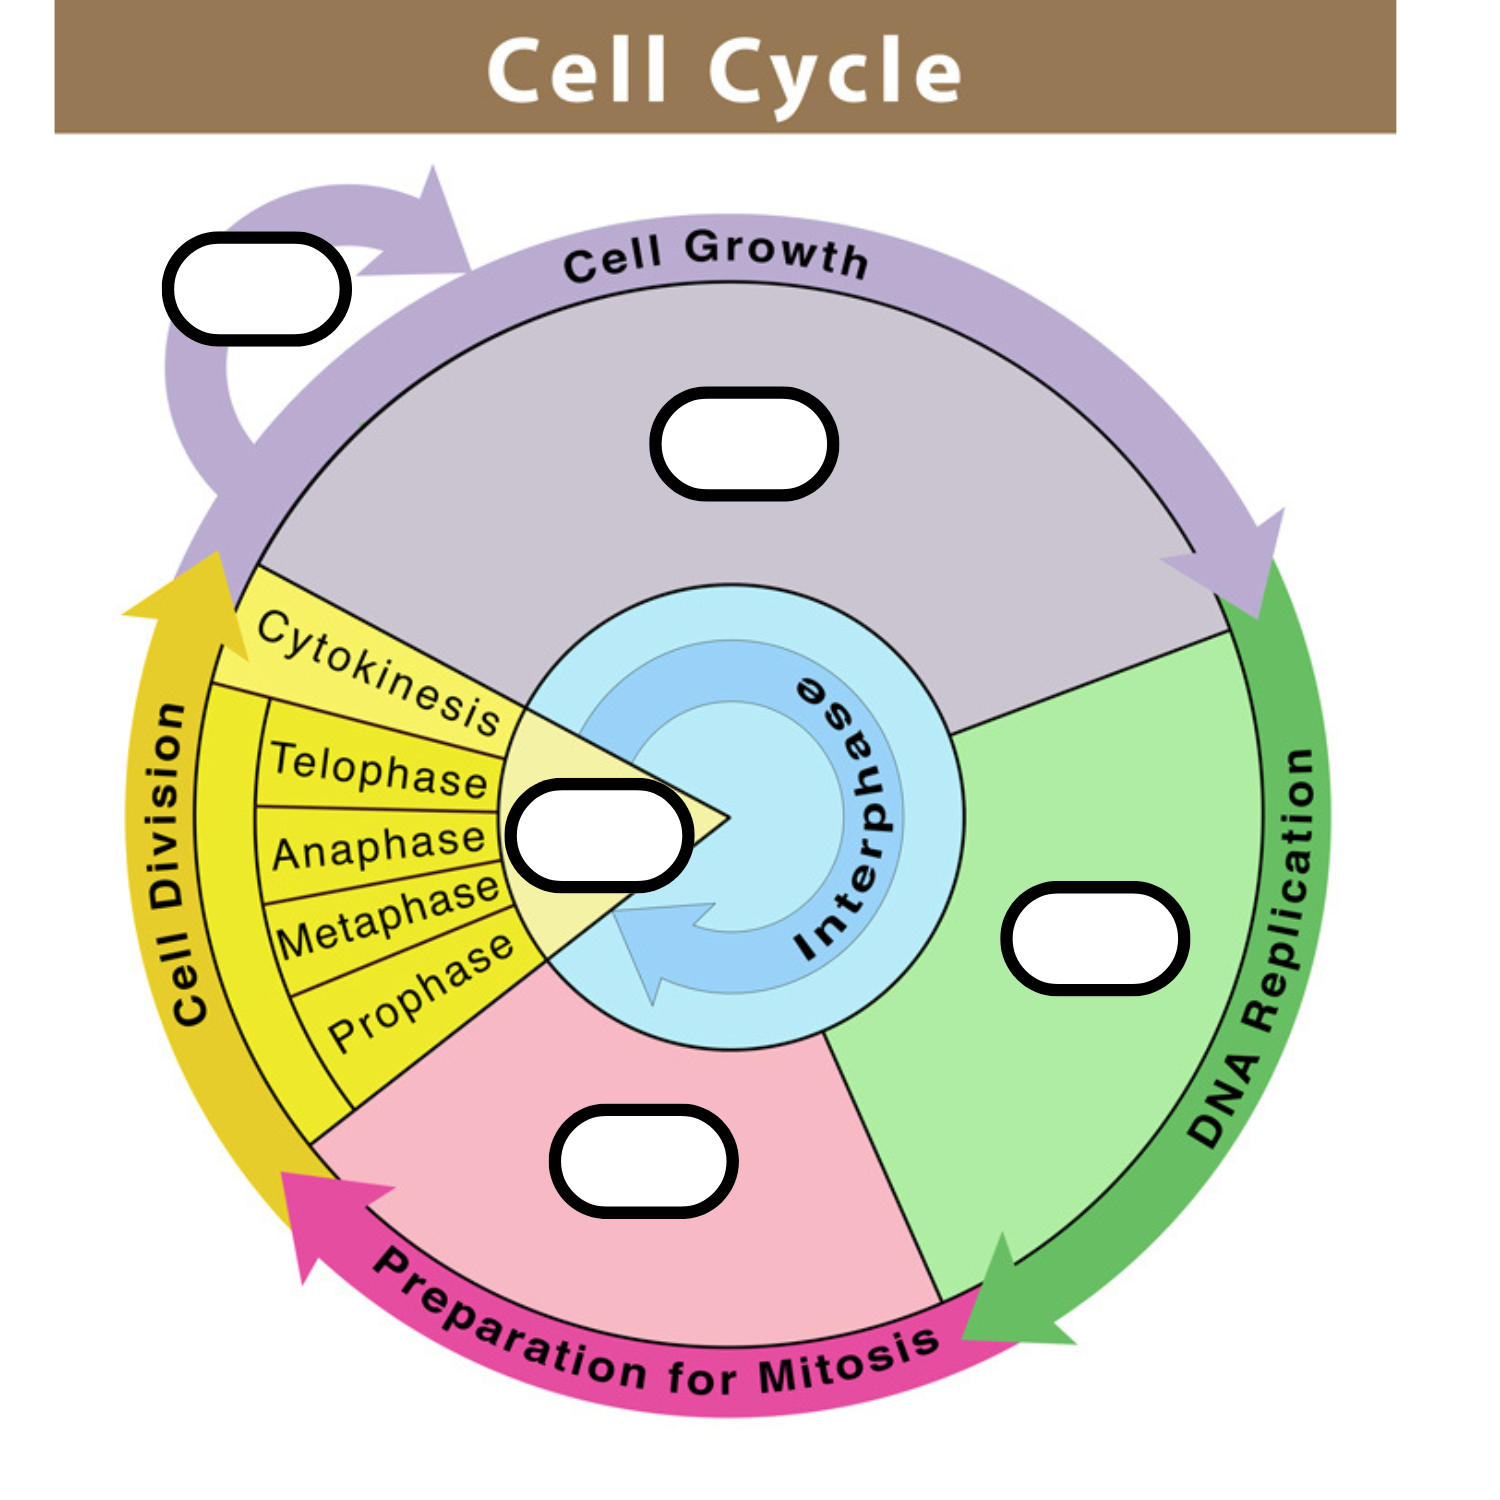 Cell Cycle
Cell Growth
DNA Replication
Preparation for Mitosis
Cell Division
Cytokinesis
Telophase
Anaphase
Metaphase
Prophase
Interphase